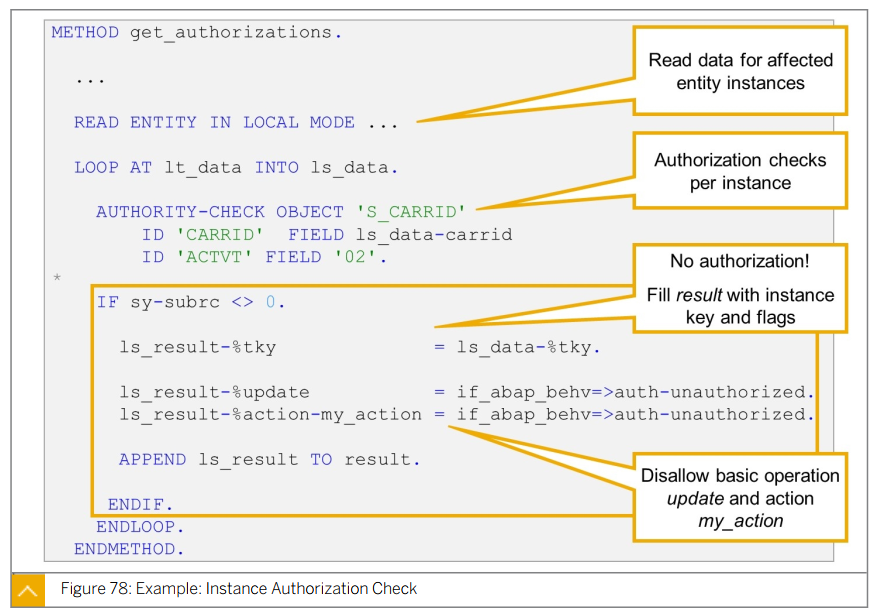 METHOD get_authorizations.
...
READ ENTITY IN LOCAL MODE ...
LOOP AT lt_data INTO ls_data.
AUTHORITY-CHECK OBJECT 'S_CARRID'
ID 'CARRID' FIELD ls_data-carrid
ID 'ACTVT' FIELD '02'.
*
IF sy-subrc <> 0.
ls_result-%tky = ls_data-%tky.
ls_result-%update = if_abap_behv=>auth-unauthorized.
ls_result-%action-my_action = if_abap_behv=>auth-unauthorized.
APPEND ls_result TO result.
ENDIF.
ENDLOOP.
ENDMETHOD.
Read data for affected
entity instances
Authorization checks
per instance
No authorization!
Fill result with instance
key and flags
Disallow basic operation
update and action
my_action
Figure 78: Example: Instance Authorization Check